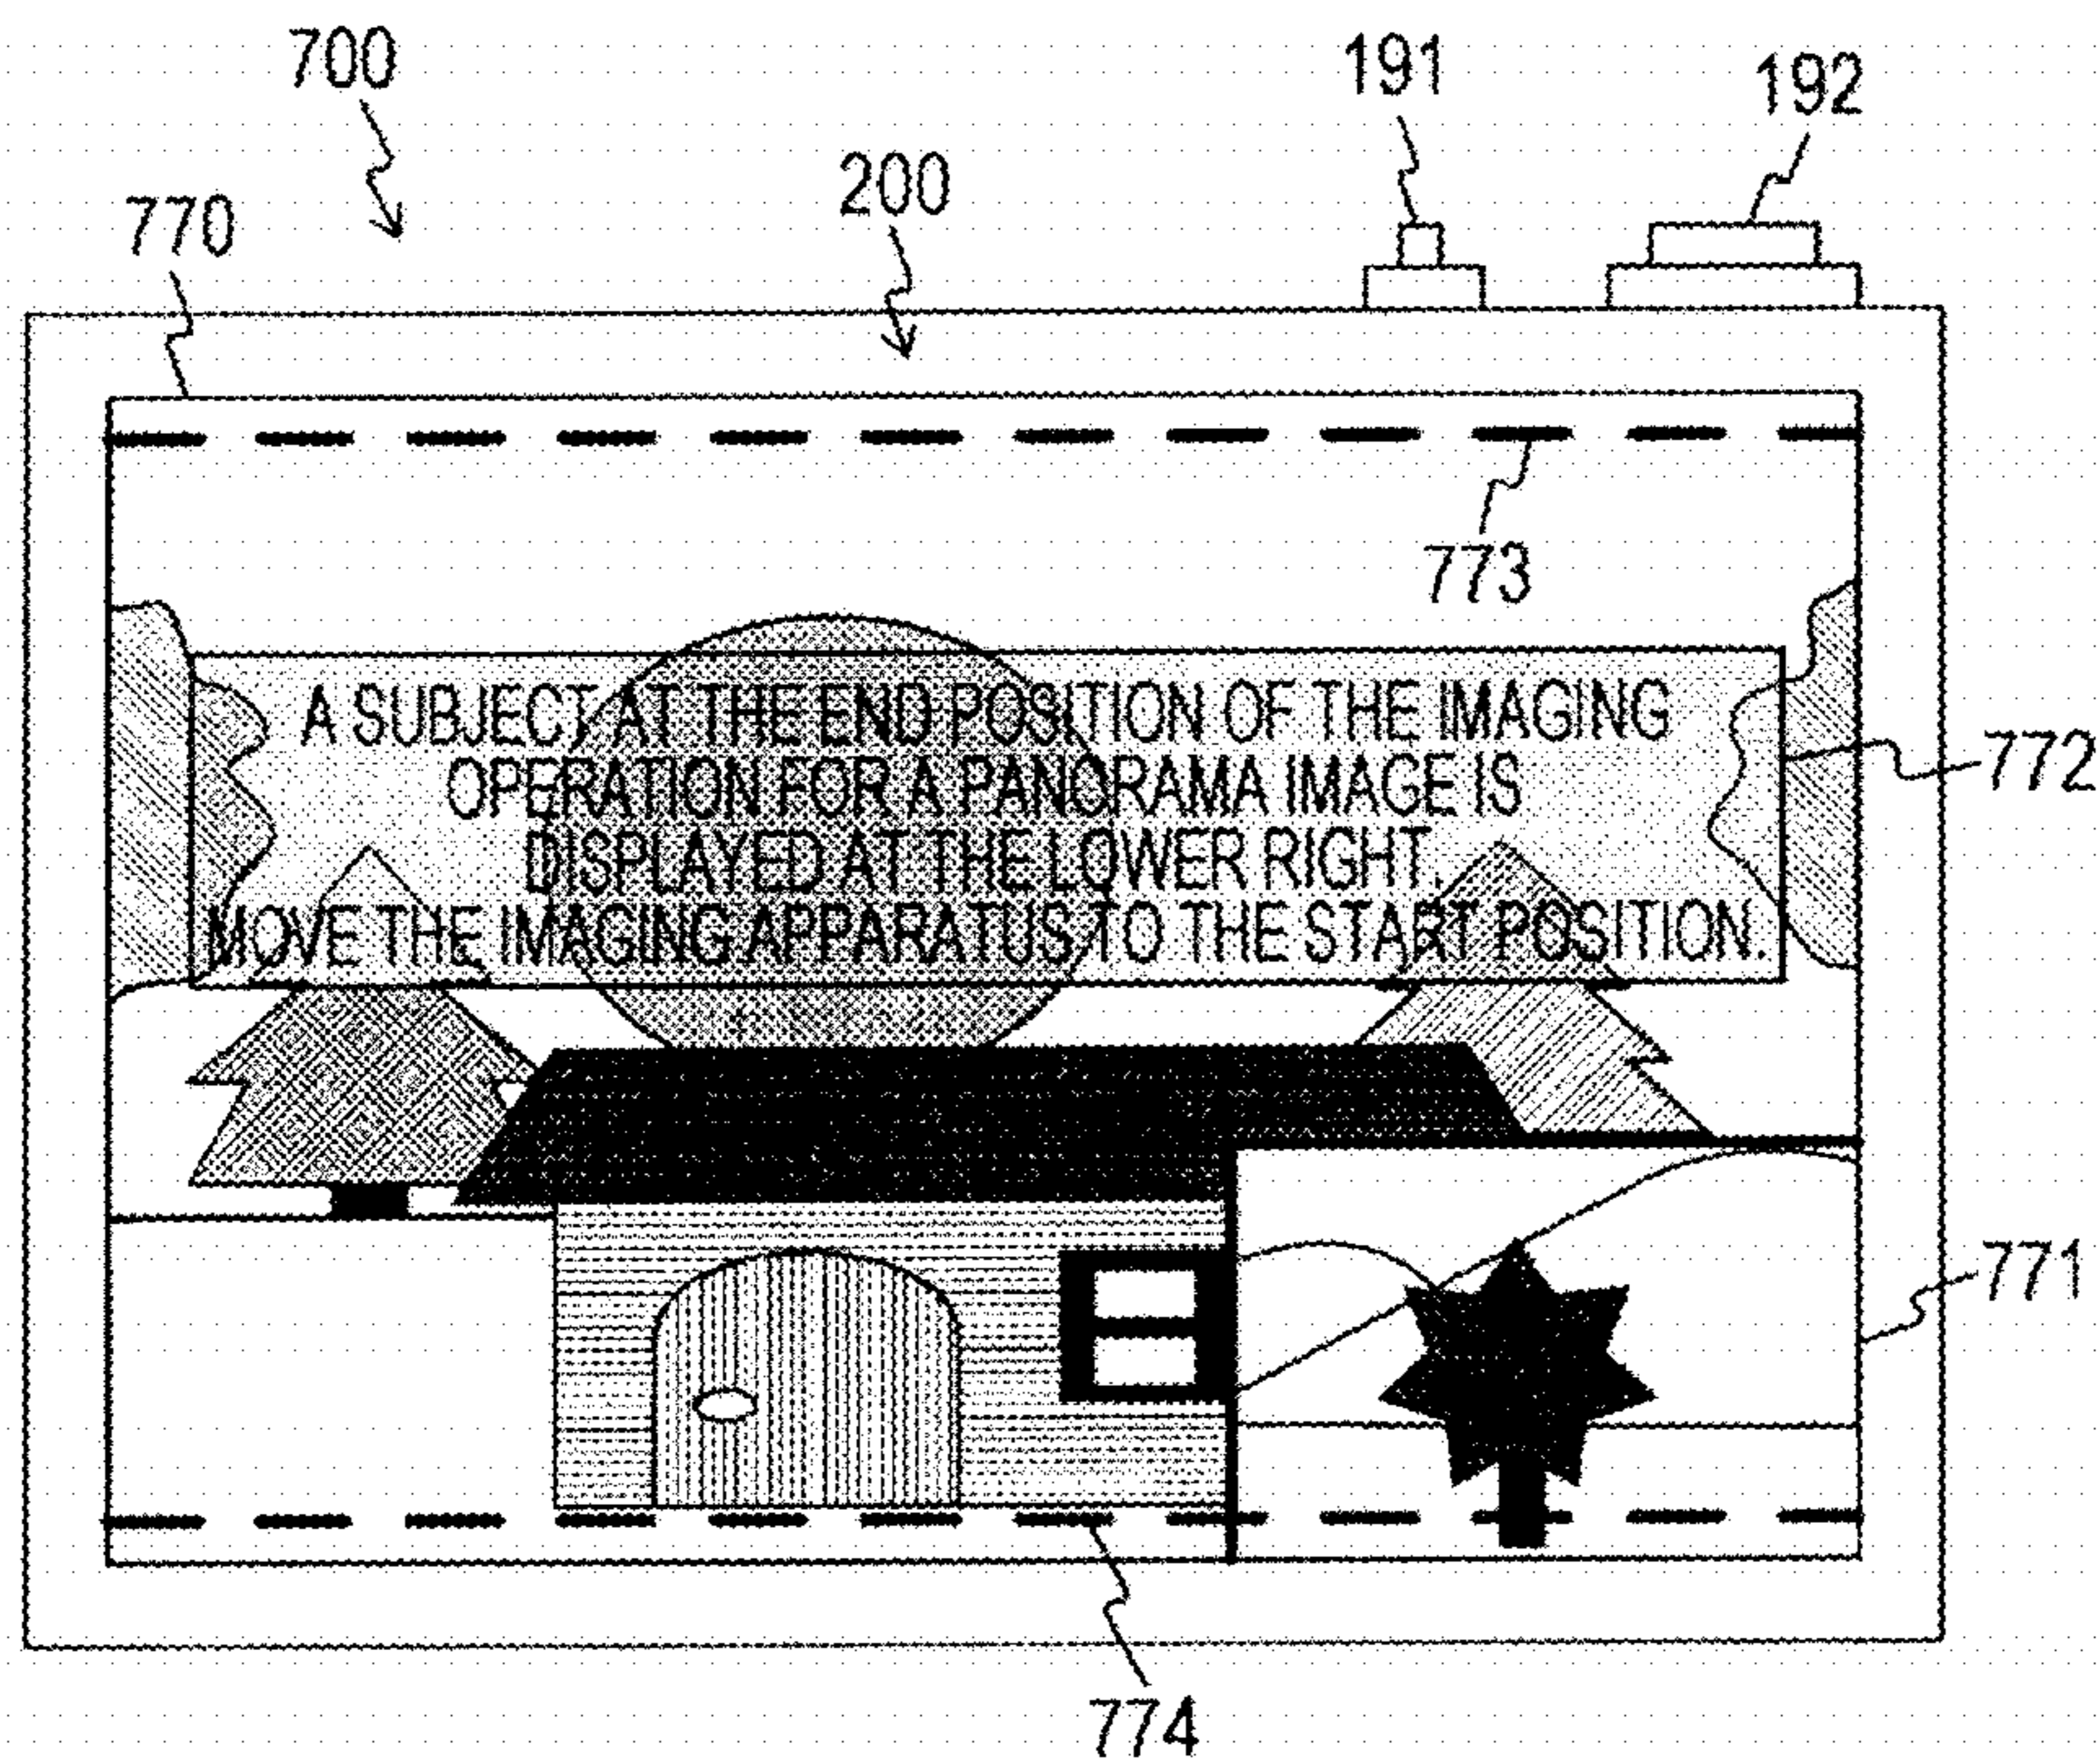 700
191
192
200
770
773
A SUBJECT AT THE END POSITION OF THE IMAGING
OPERATION FOR A PANORAMA IMAGE IS
DISPLAYED AT THE LOWER RIGHT.
MOVE THE IMAGING APPARATUS TO THE START POSITION.
772
771
774